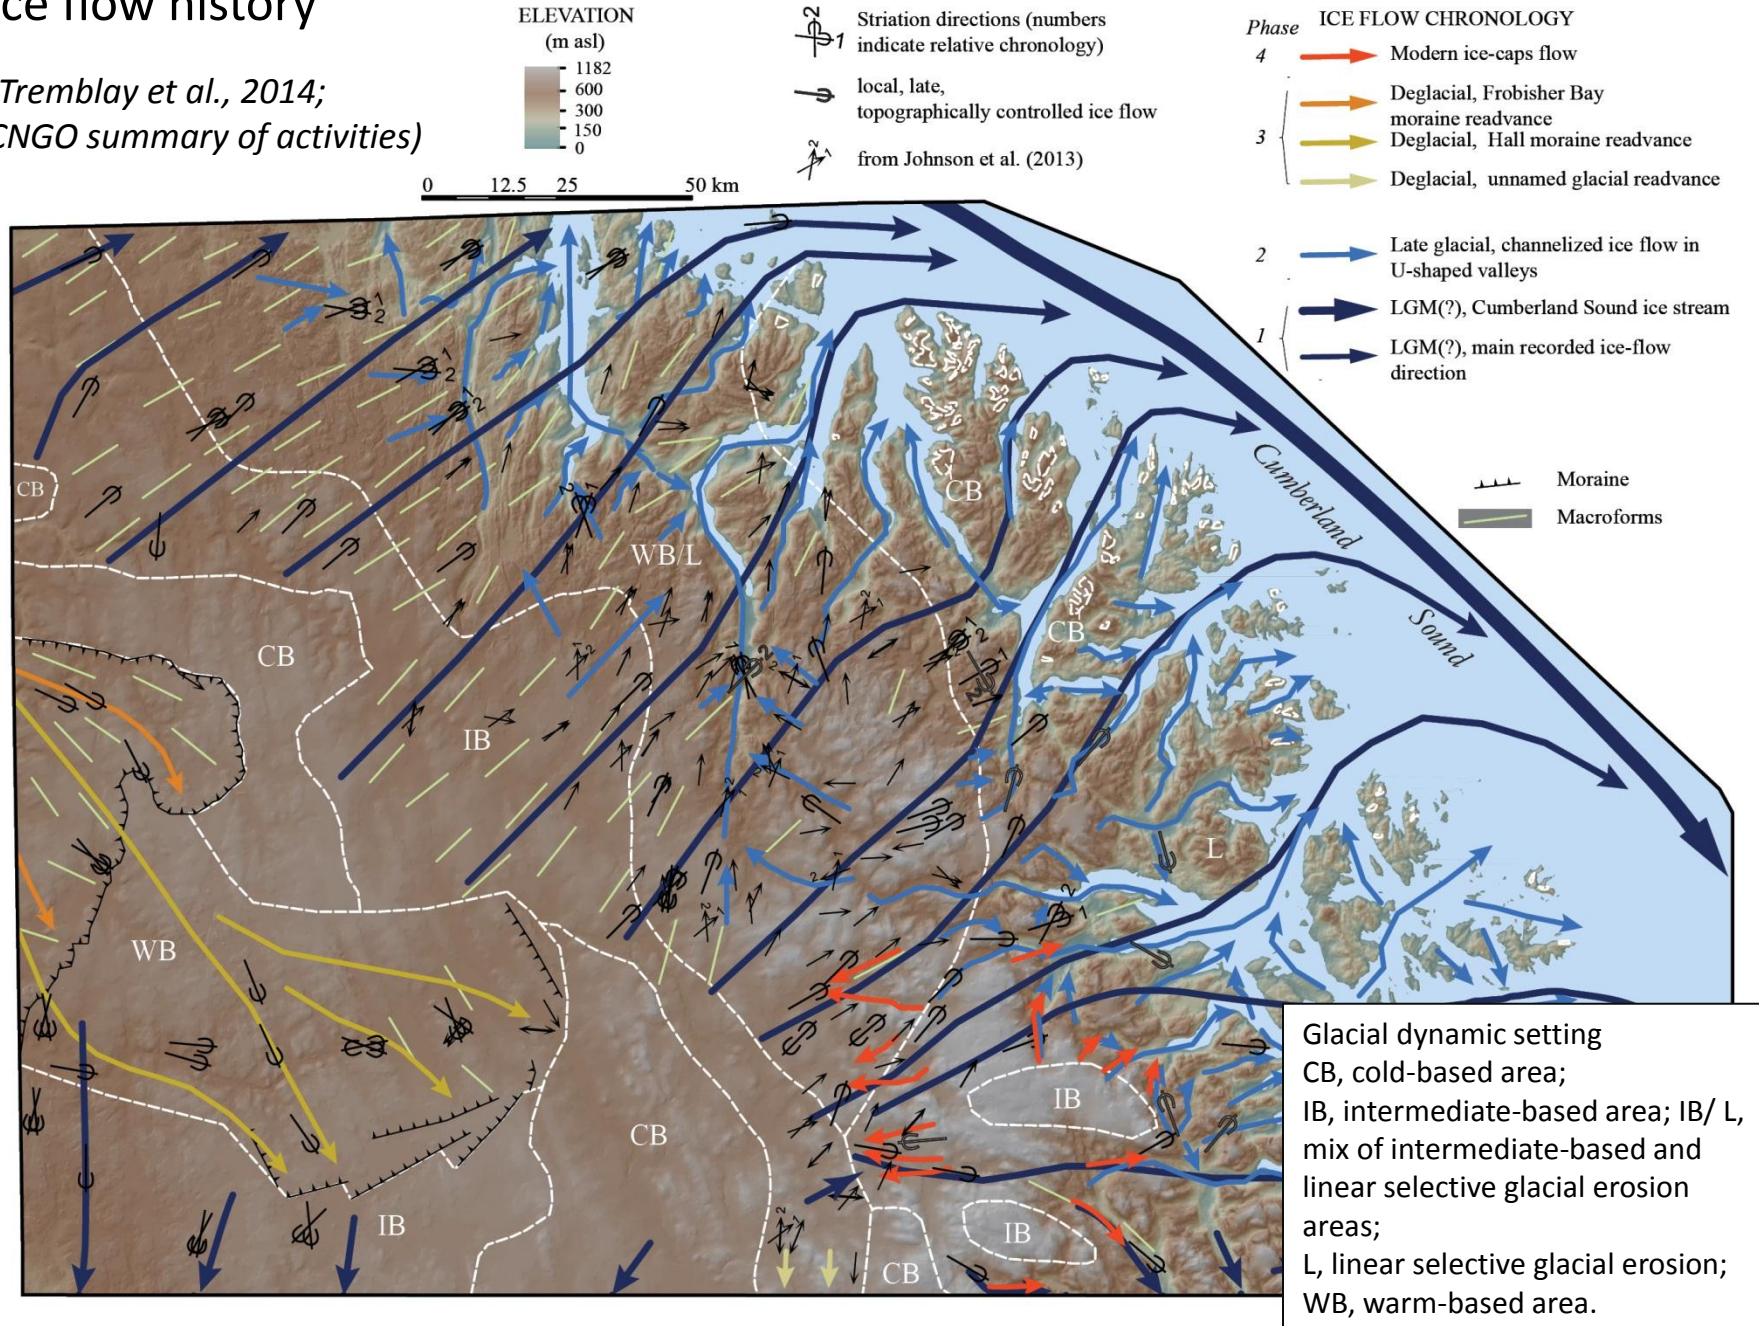 ce flow history
Tremblay et al., 2014;
CNGO summary of activities)
ELEVATION
(m asl)
1182
600
300
150
0
0 12.5 25 50 km
2
1
Striation directions (numbers
indicate relative chronology)
local, late,
topographically controlled ice flow
2
1
from Johnson et al. (2013)
Phase
ICE FLOW CHRONOLOGY
4
Modern ice-caps flow
Deglacial, Frobisher Bay
moraine readvance
3
Deglacial, Hall moraine readvance
Deglacial, unnamed glacial readvance
2
Late glacial, channelized ice flow in
U-shaped valleys
LGM(?), Cumberland Sound ice stream
1
LGM(?), main recorded ice-flow
direction
Moraine
Macroforms
Cumberland
Sound
CB
CB
WB/L
CB
CB
IB
L
WB
CB
IB
IB
IB
CB
Glacial dynamic setting
CB, cold-based area;
IB, intermediate-based area; IB/ L,
mix of intermediate-based and
linear selective glacial erosion
areas;
L, linear selective glacial erosion;
WB, warm-based area.